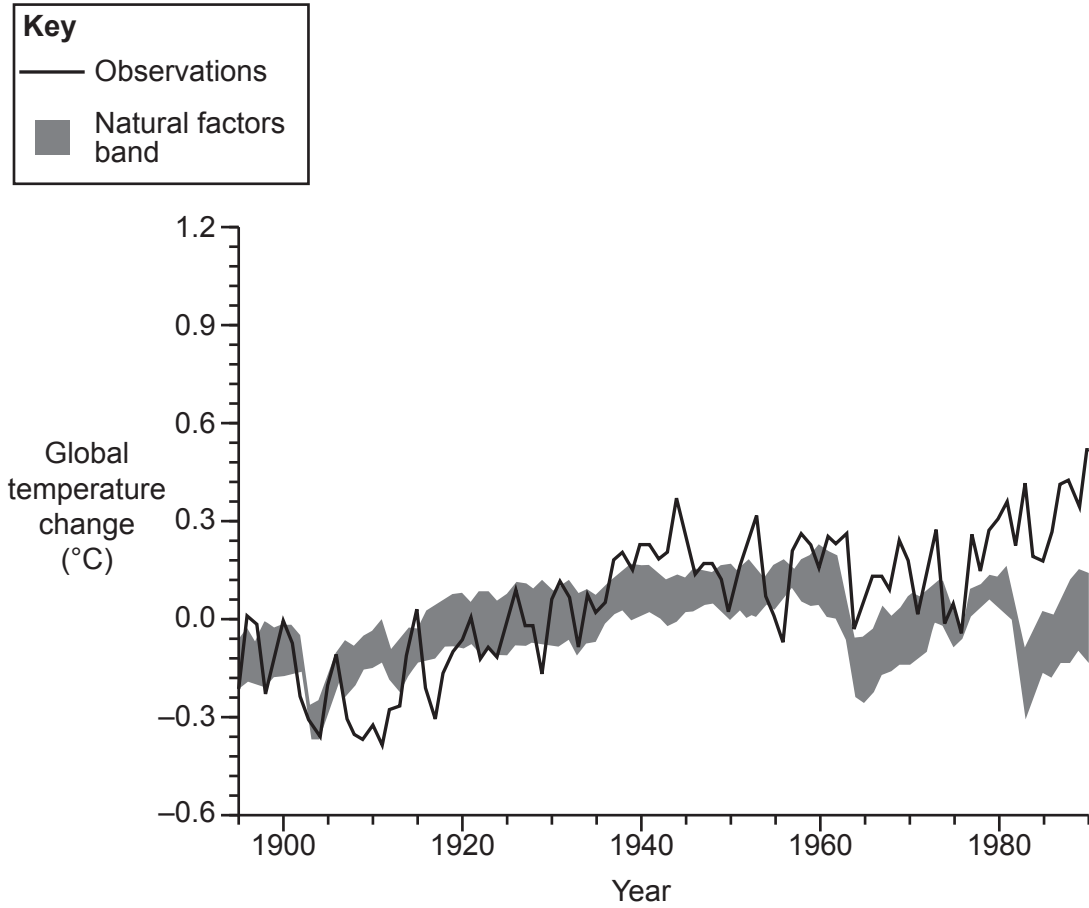 Key
Observations
Natural factors
band
1.2
0.9
0.6
0.3
0.0
–0.3
–0.6
Global
temperature
change
(°C)
1900
1920
1940
1960
1980
Year